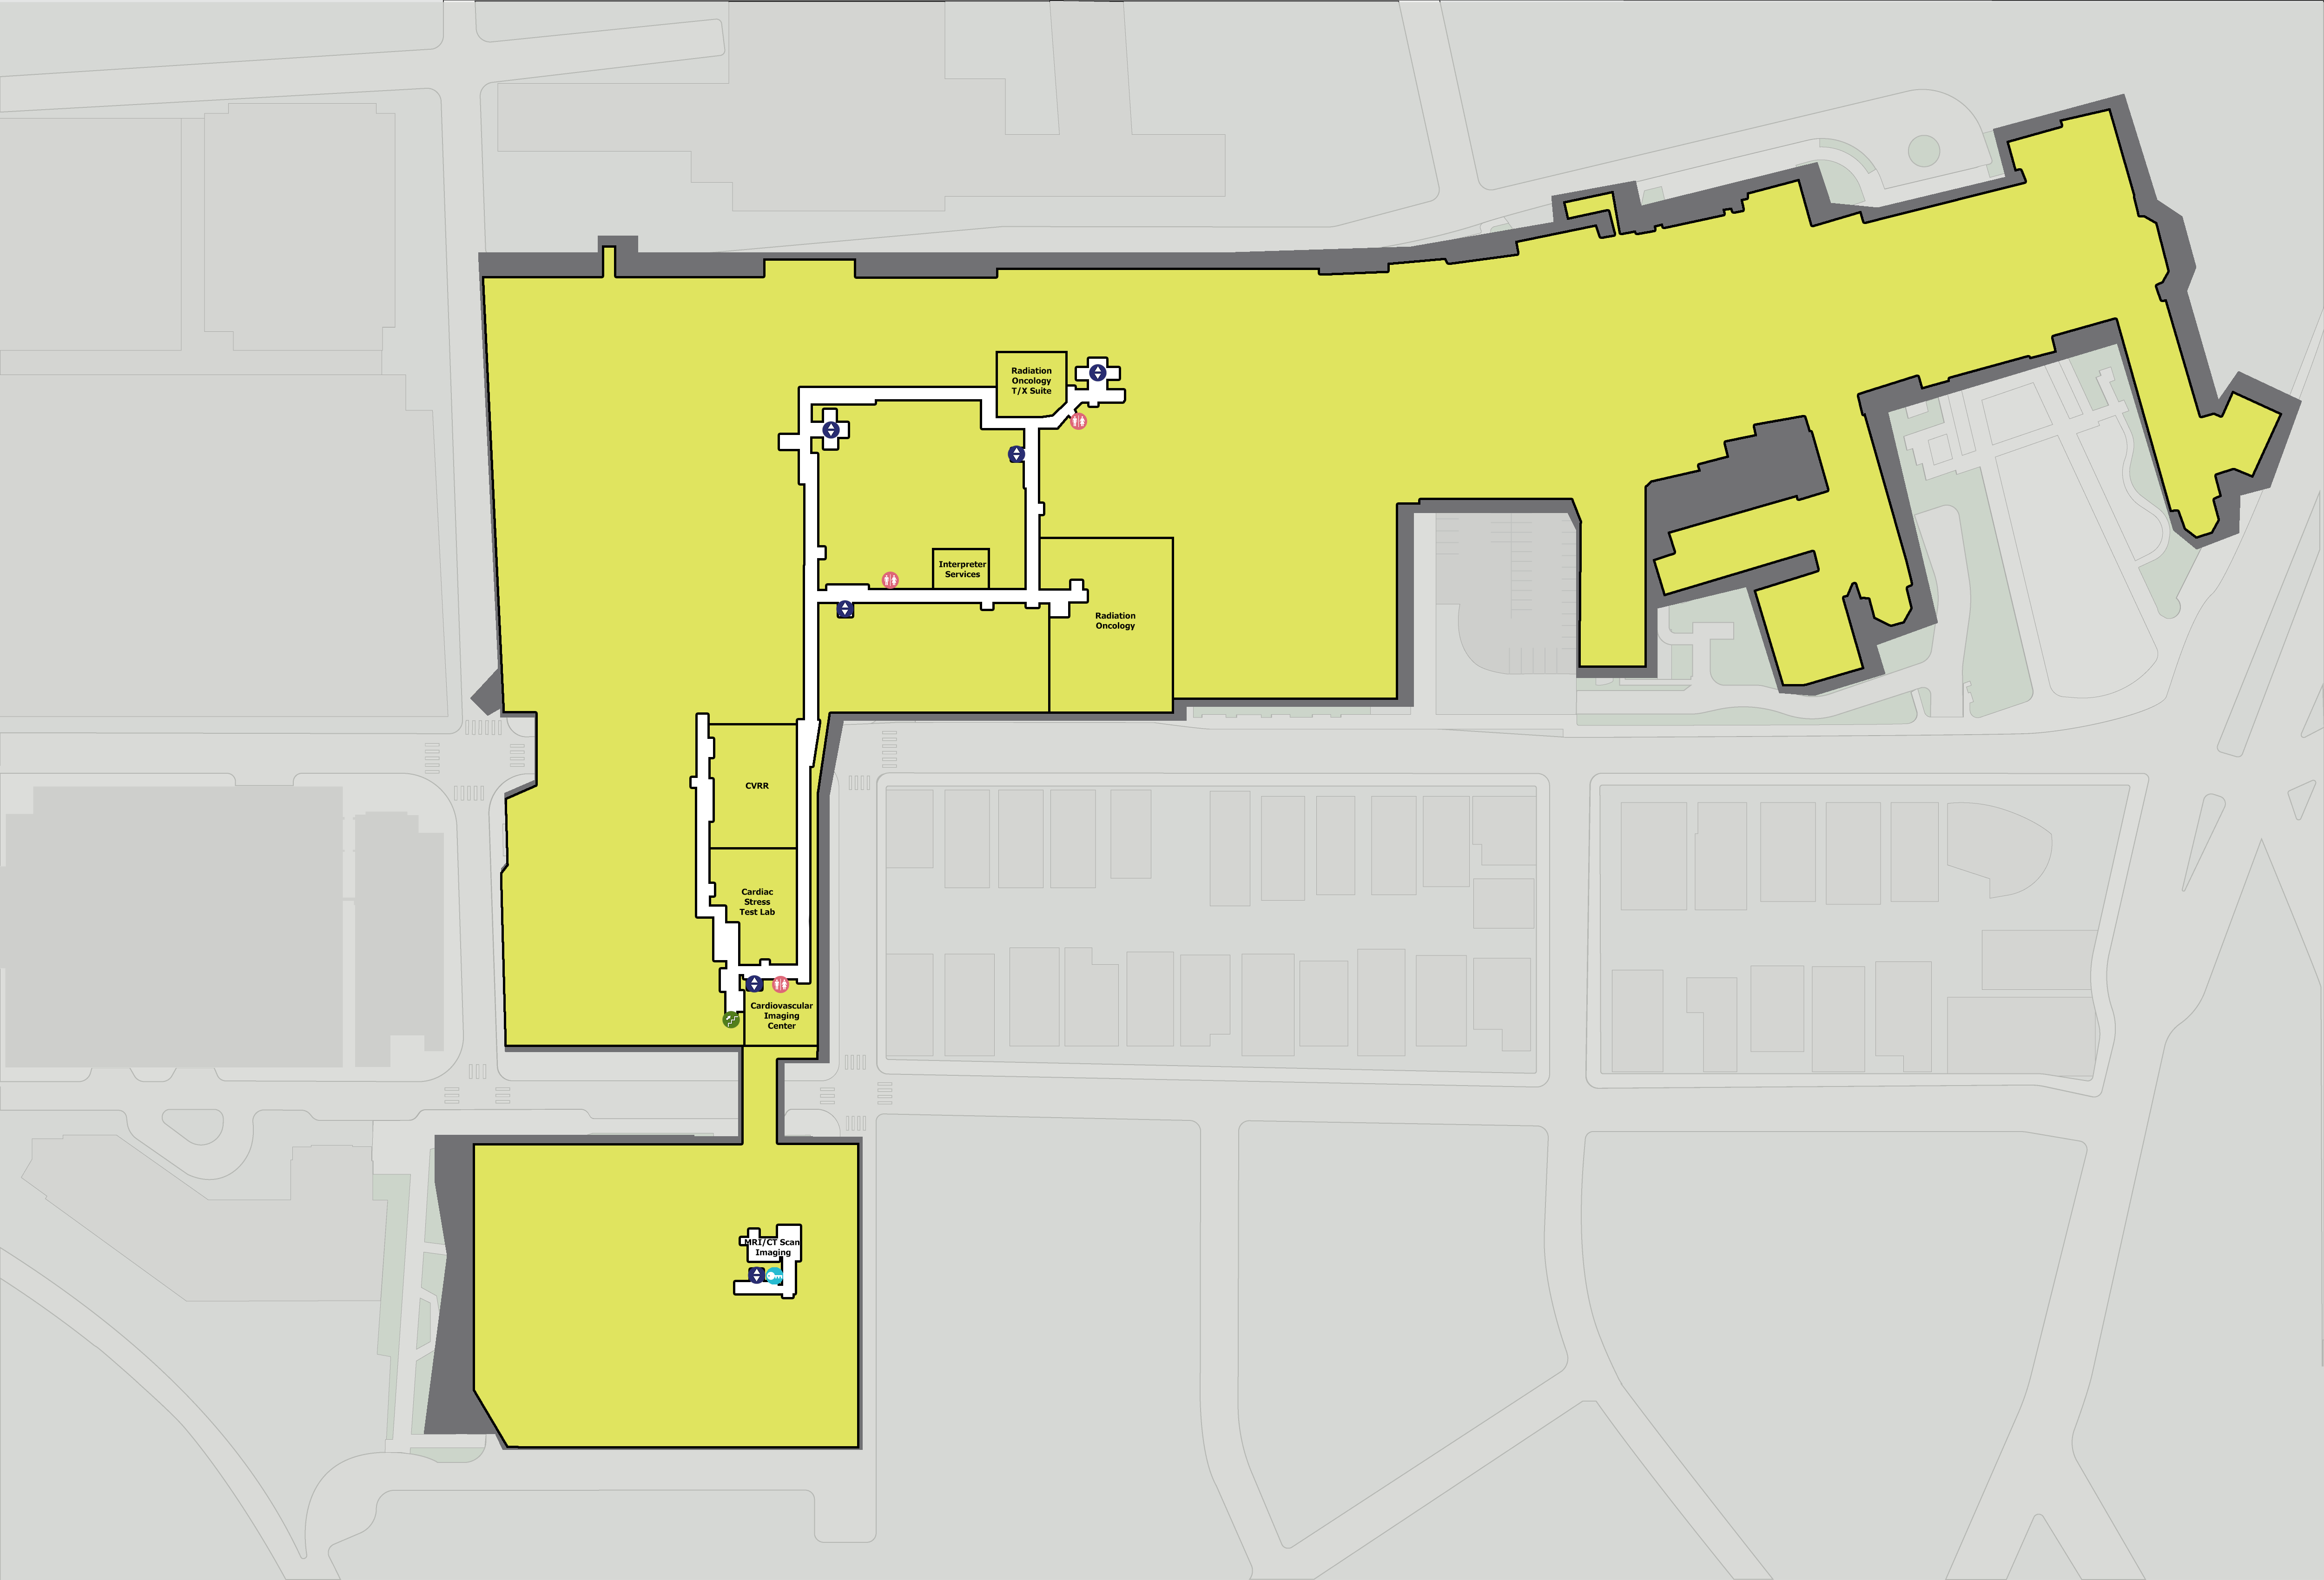 Radiation
Oncology
T/X Suite
Interpreter
Services
Radiation
Oncology
CVRR
Cardiac
Stress
Test Lab
Cardiovascular
Imaging
Center
MRI/CT Scan
Imaging